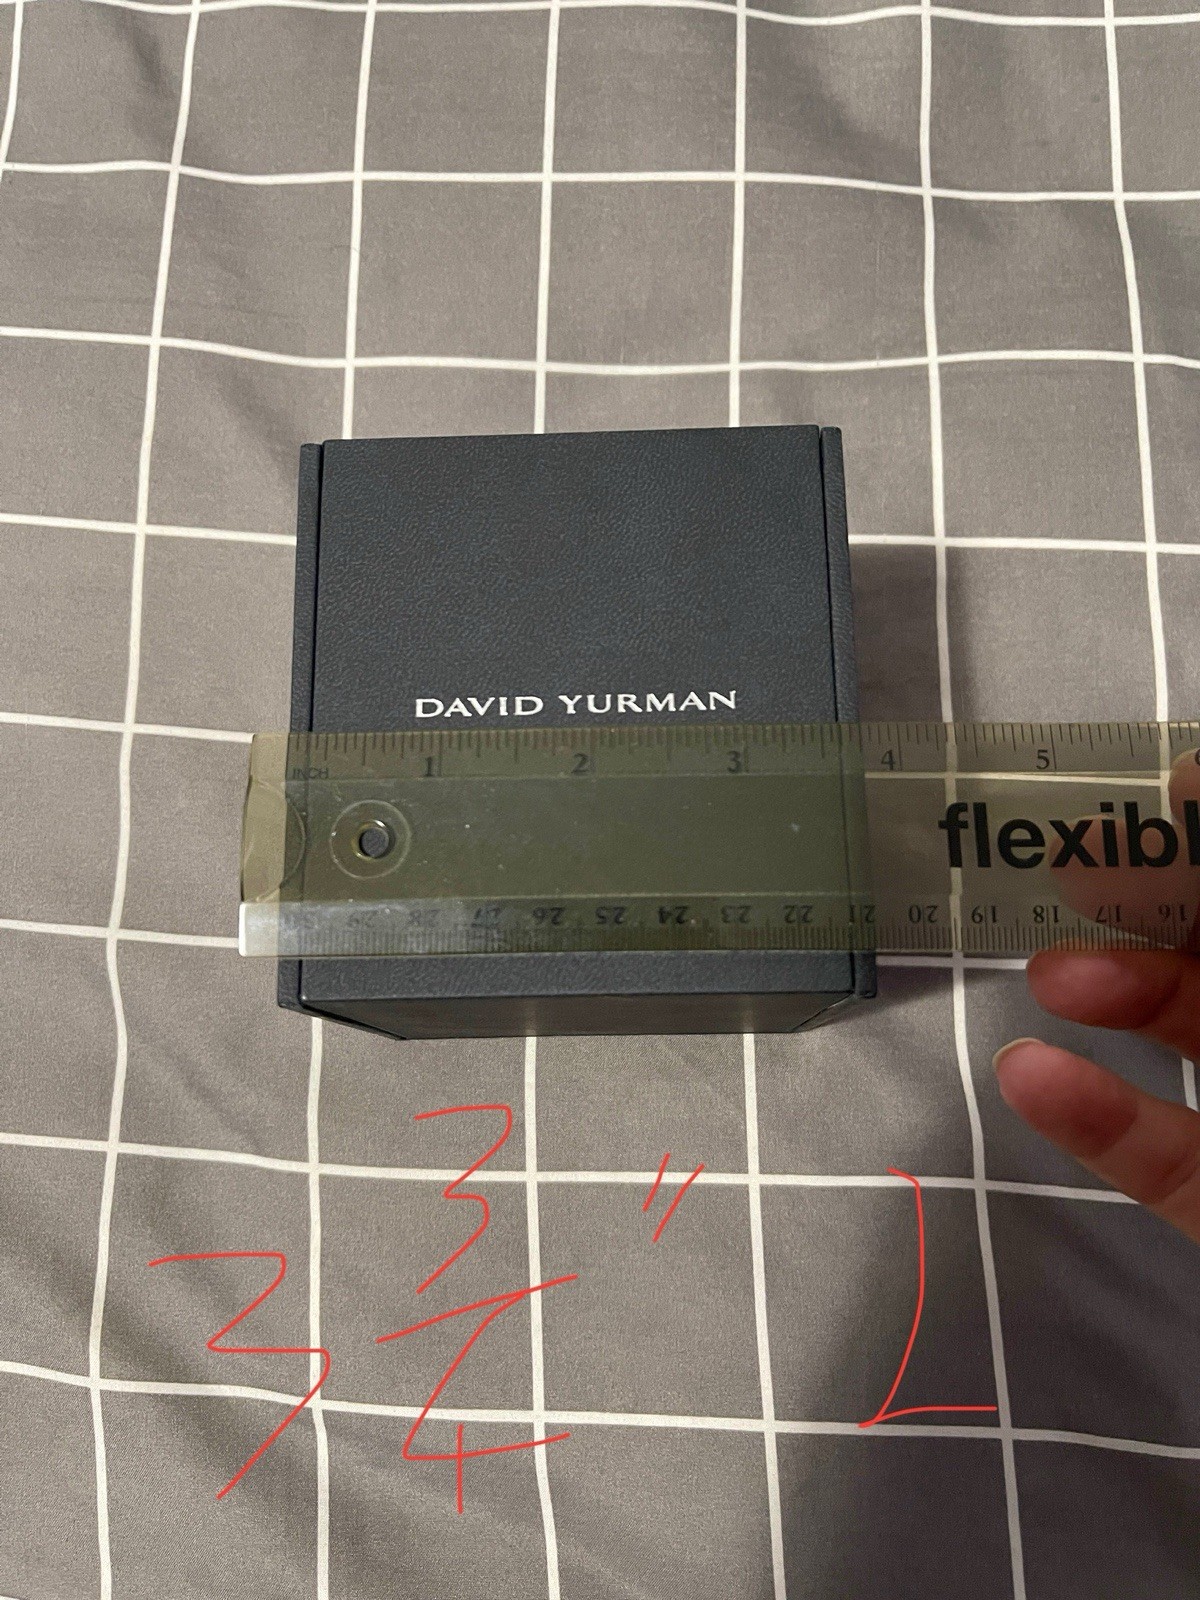 DAVID YURMAN
INCH 1 2 3 4 5 6
flexibl
30 29 28 27 26 25 24 23 22 21 20 19 18 17 16
3 3/4" L